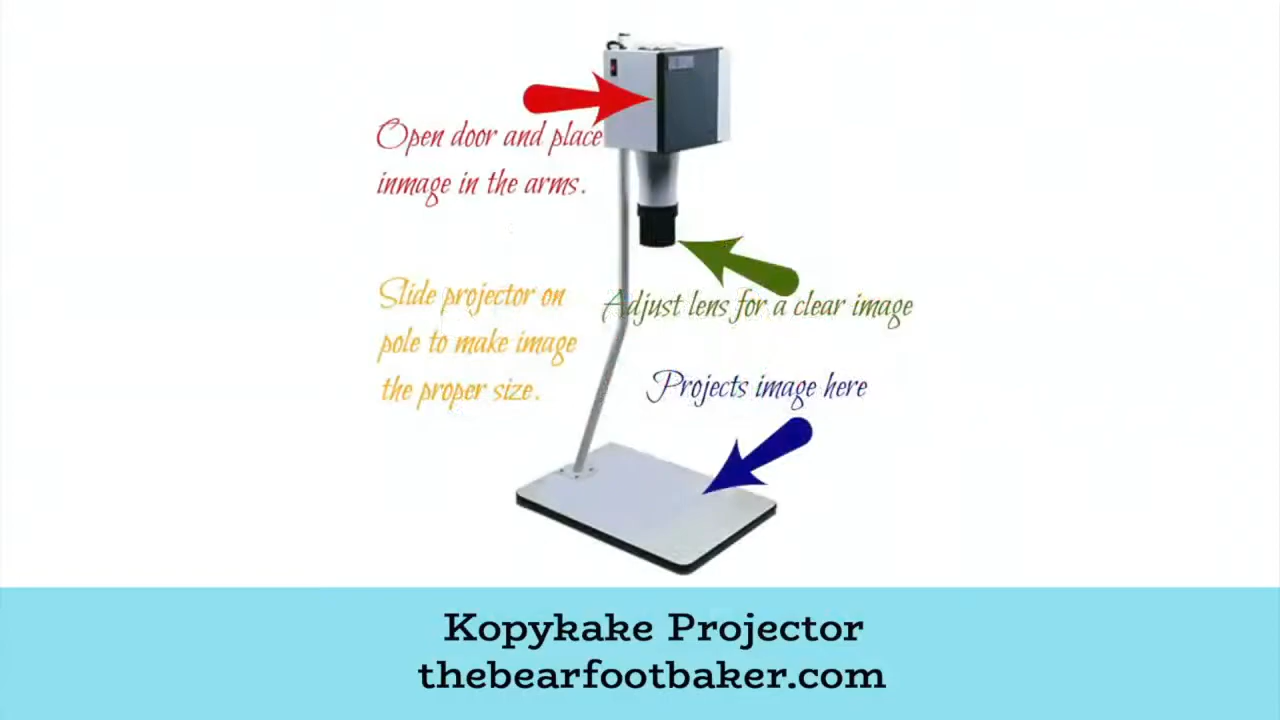 Open door and place
inmage in the arms.
Slide projector on
pole to make image
the proper size.
Adjust lens for a clear image
Projects image here
Kopykake Projector
thebearfootbaker.com